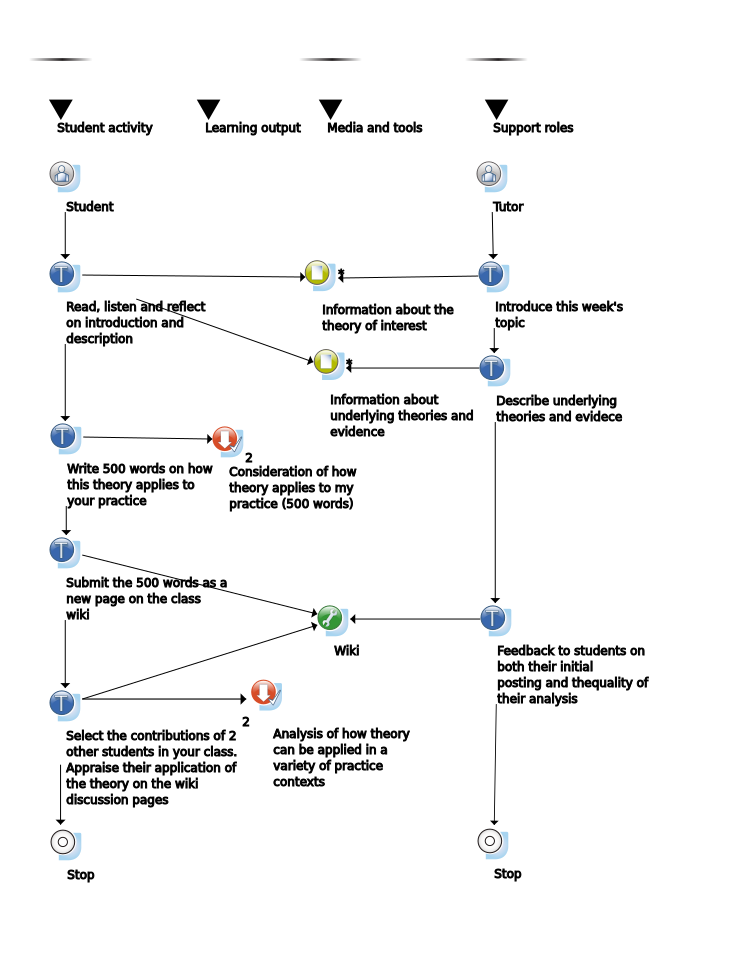 Student activity
Learning output
Media and tools
Support roles
Student
Tutor
T
T
*
Read, listen and reflect
on introduction and
description
Information about the
theory of interest
Introduce this week's
topic
T
*
Information about
underlying theories and
evidence
Describe underlying
theories and evidece
T
2
Write 500 words on how
this theory applies to
your practice
Consideration of how
theory applies to my
practice (500 words)
T
Submit the 500 words as a
new page on the class
wiki
T
Wiki
Feedback to students on
both their initial
posting and thequality of
their analysis
T
2
Select the contributions of 2
other students in your class.
Appraise their application of
the theory on the wiki
discussion pages
Analysis of how theory
can be applied in a
variety of practice
contexts
Stop
Stop